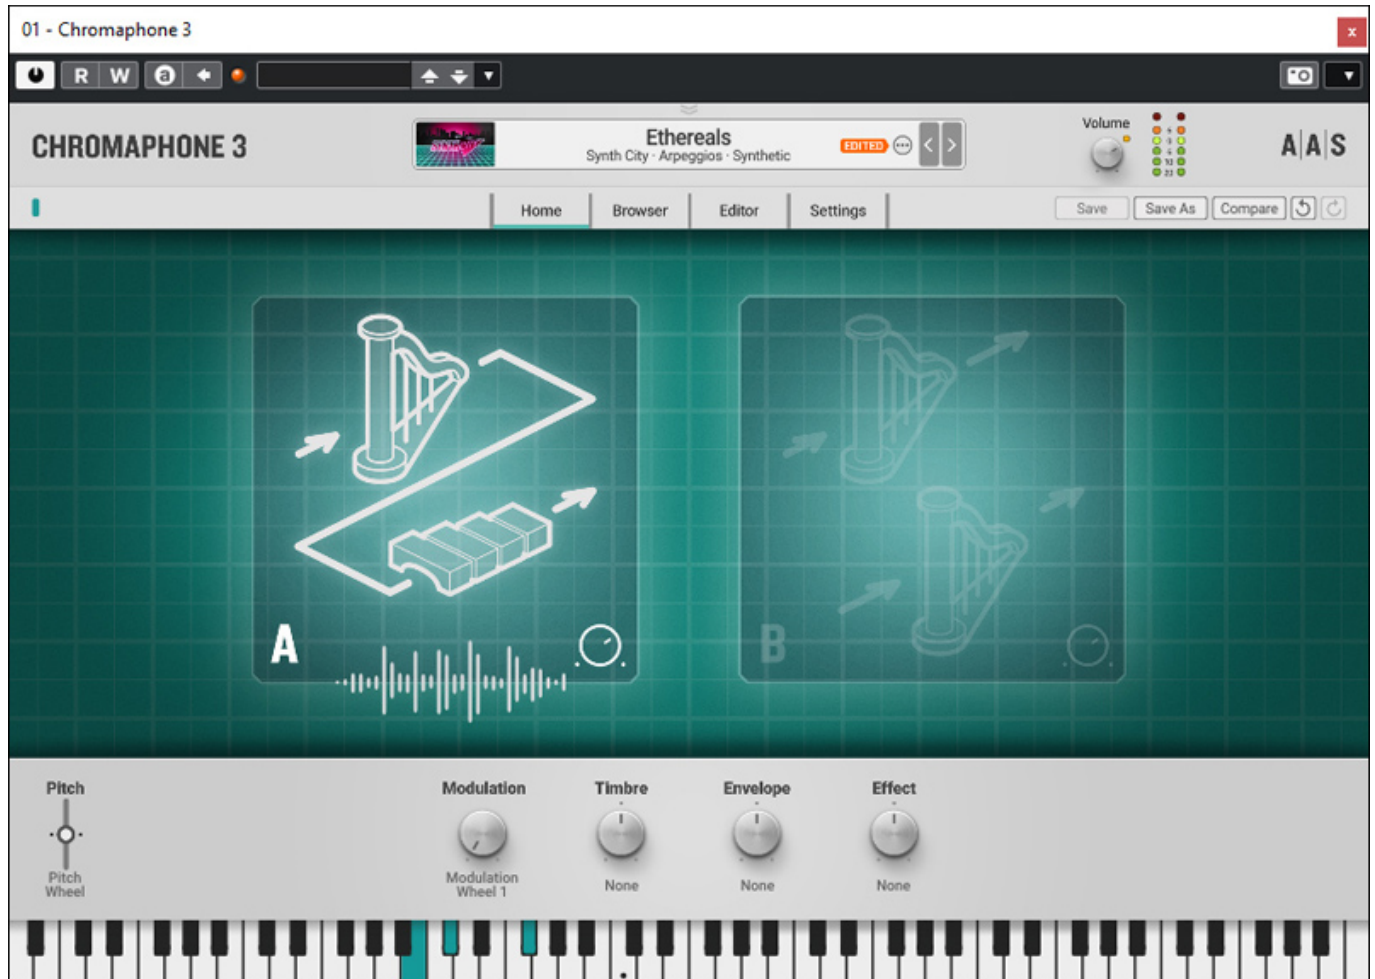 01 - Chromaphone 3
x
R W a
CHROMAPHONE 3
Ethereals
Synth City · Arpeggios · Synthetic
EDITED
Volume
A|A|S
Home
Browser
Editor
Settings
Save
Save As
Compare
A
B
Pitch
Modulation
Timbre
Envelope
Effect
Pitch
Wheel
Modulation
Wheel 1
None
None
None